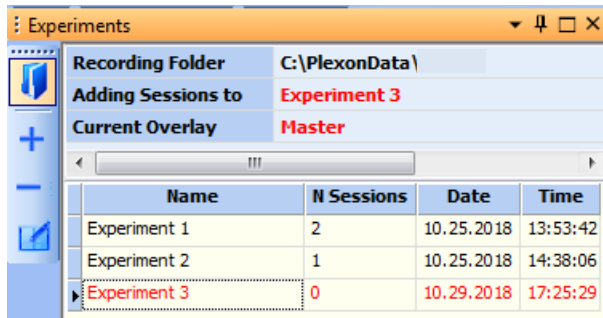 Experiments
Recording Folder C:\PlexonData\
Adding Sessions to Experiment 3
Current Overlay Master
Name N Sessions Date Time
Experiment 1 2 10.25.2018 13:53:42
Experiment 2 1 10.25.2018 14:38:06
Experiment 3 0 10.29.2018 17:25:29